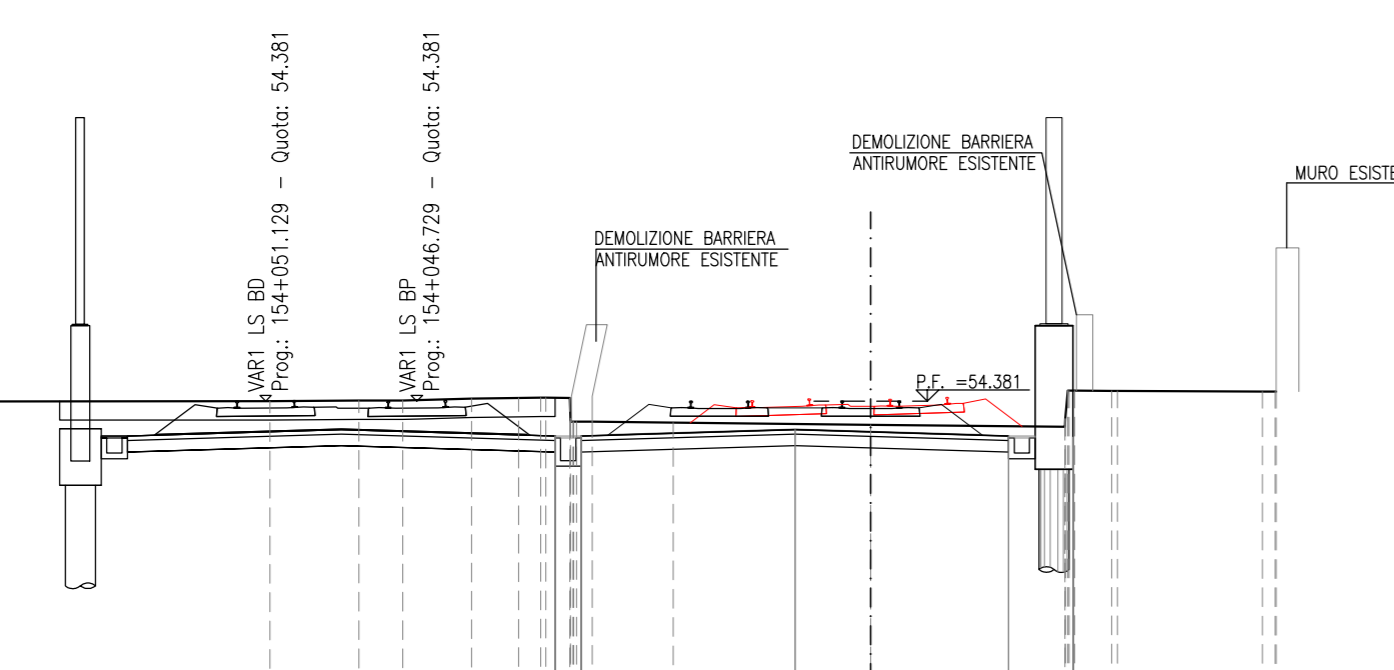 VAR1 LS BD
Prog.: 154+051.129 - Quota: 54.381
VAR1 LS BP
Prog.: 154+046.729 - Quota: 54.381
DEMOLIZIONE BARRIERA
ANTIRUMORE ESISTENTE
DEMOLIZIONE BARRIERA
ANTIRUMORE ESISTENTE
MURO ESISTE
P.F. =54.381